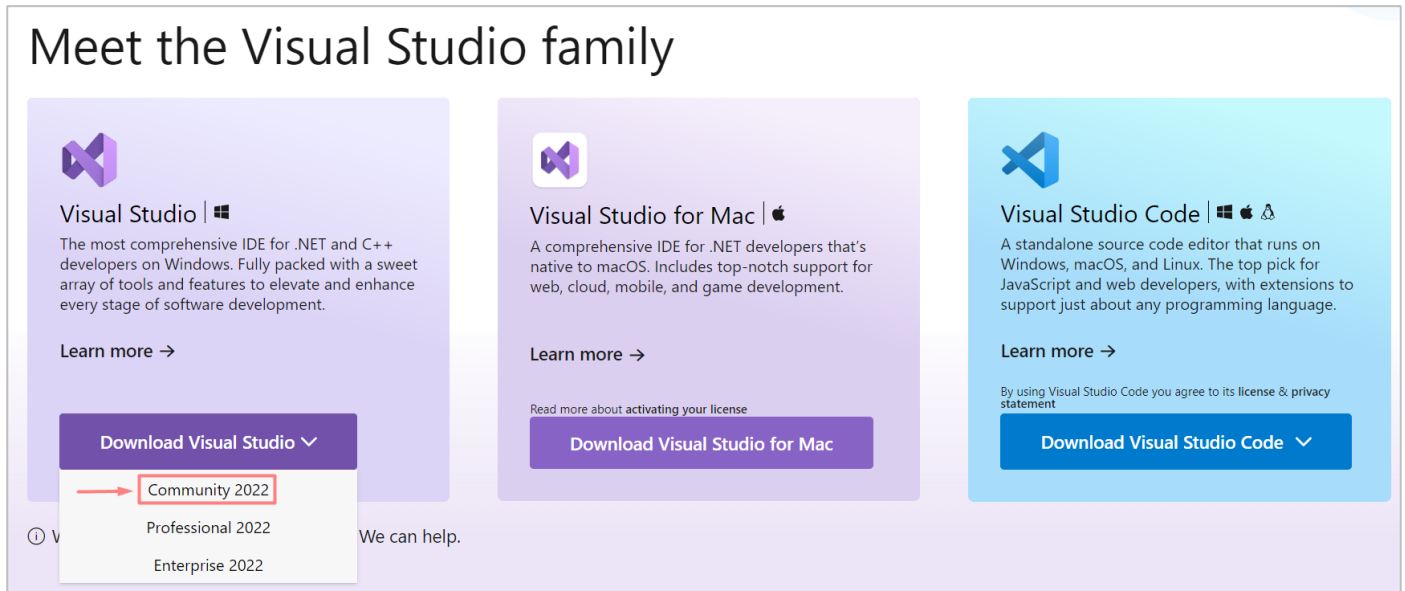 Meet the Visual Studio family
Visual Studio
The most comprehensive IDE for .NET and C++
developers on Windows. Fully packed with a sweet
array of tools and features to elevate and enhance
every stage of software development.
Learn more →
Download Visual Studio
Community 2022
Professional 2022
Enterprise 2022
We can help.
Visual Studio for Mac
A comprehensive IDE for .NET developers that's
native to macOS. Includes top-notch support for
web, cloud, mobile, and game development.
Learn more →
Read more about activating your license
Download Visual Studio for Mac
Visual Studio Code
A standalone source code editor that runs on
Windows, macOS, and Linux. The top pick for
JavaScript and web developers, with extensions to
support just about any programming language.
Learn more →
By using Visual Studio Code you agree to its license & privacy
statement
Download Visual Studio Code